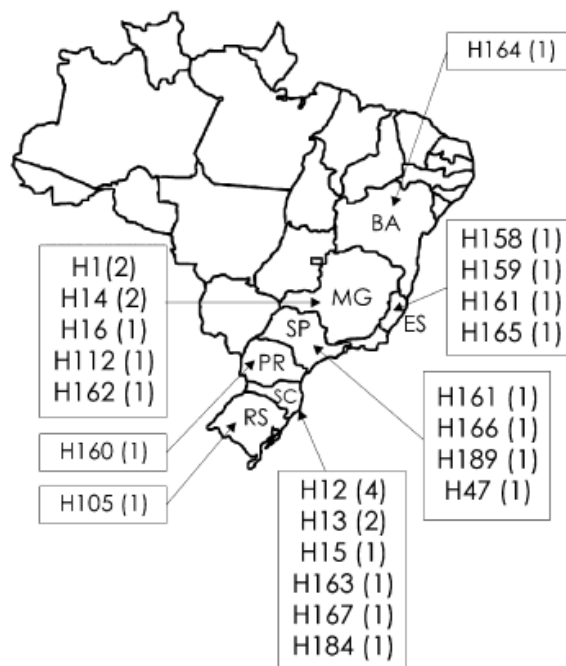 H164 (1)
BA
H158 (1)
H159 (1)
H161 (1)
H165 (1)
H1(2)
H14 (2)
H16 (1)
H112 (1)
H162 (1)
MG
ES
SP
PR
SC
RS
H161 (1)
H166 (1)
H189 (1)
H47 (1)
H160 (1)
H105 (1)
H12 (4)
H13 (2)
H15 (1)
H163 (1)
H167 (1)
H184 (1)